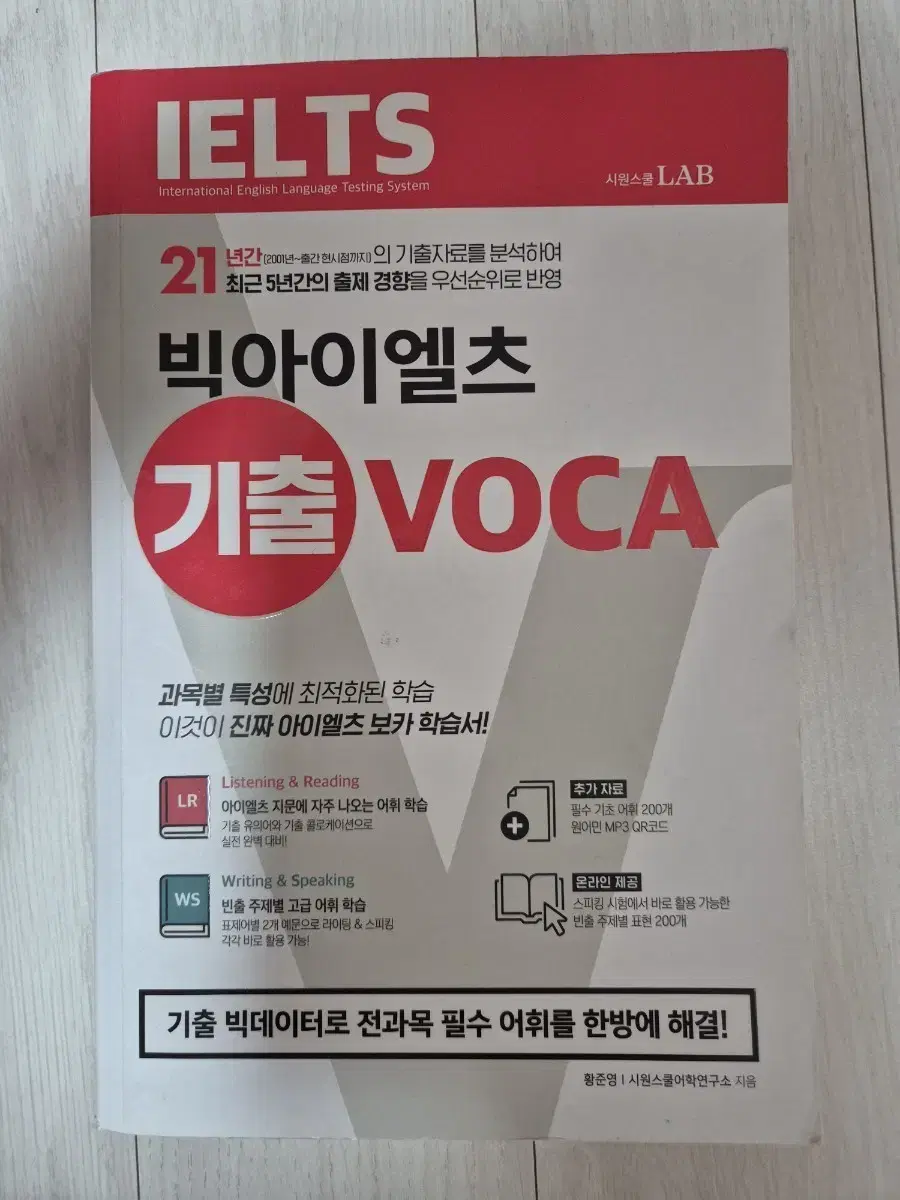 IELTS
International English Language Testing System
시원스쿨 LAB
21년간(2001년~출간 현시점까지)의 기출자료를 분석하여
최근 5년간의 출제 경향을 우선순위로 반영
빅아이엘츠
기출 VOCA
과목별 특성에 최적화된 학습
이것이 진짜 아이엘츠 보카 학습서!
LR
Listening & Reading
아이엘츠 지문에 자주 나오는 어휘 학습
기출 유의어와 기출 콜로케이션으로
실전 완벽 대비!
추가 자료
필수 기초 어휘 200개
원어민 MP3 QR코드
WS
Writing & Speaking
빈출 주제별 고급 어휘 학습
표제어별 2개 예문으로 라이팅 & 스피킹
각각 바로 활용 가능!
온라인 제공
스피킹 시험에서 바로 활용 가능한
빈출 주제별 표현 200개
기출 빅데이터로 전과목 필수 어휘를 한방에 해결!
황준영 | 시원스쿨어학연구소 지음